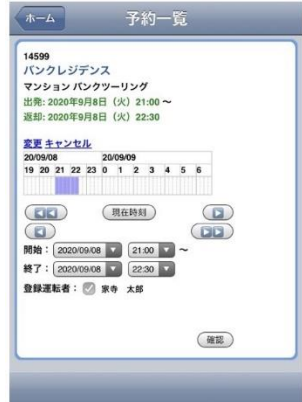 ホーム
予約一覧
14599
バンクレジデンス
マンション バンクツーリング
出発: 2020年9月8日（火）21:00 〜
返却: 2020年9月8日（火）22:30
変更 キャンセル
20/09/08 20/09/09
19 20 21 22 23 0 1 2 3 4 5 6
現在時刻
開始： 2020/09/08 21:00 〜
終了： 2020/09/08 22:30
登録運転者： 家寺 太郎
確認